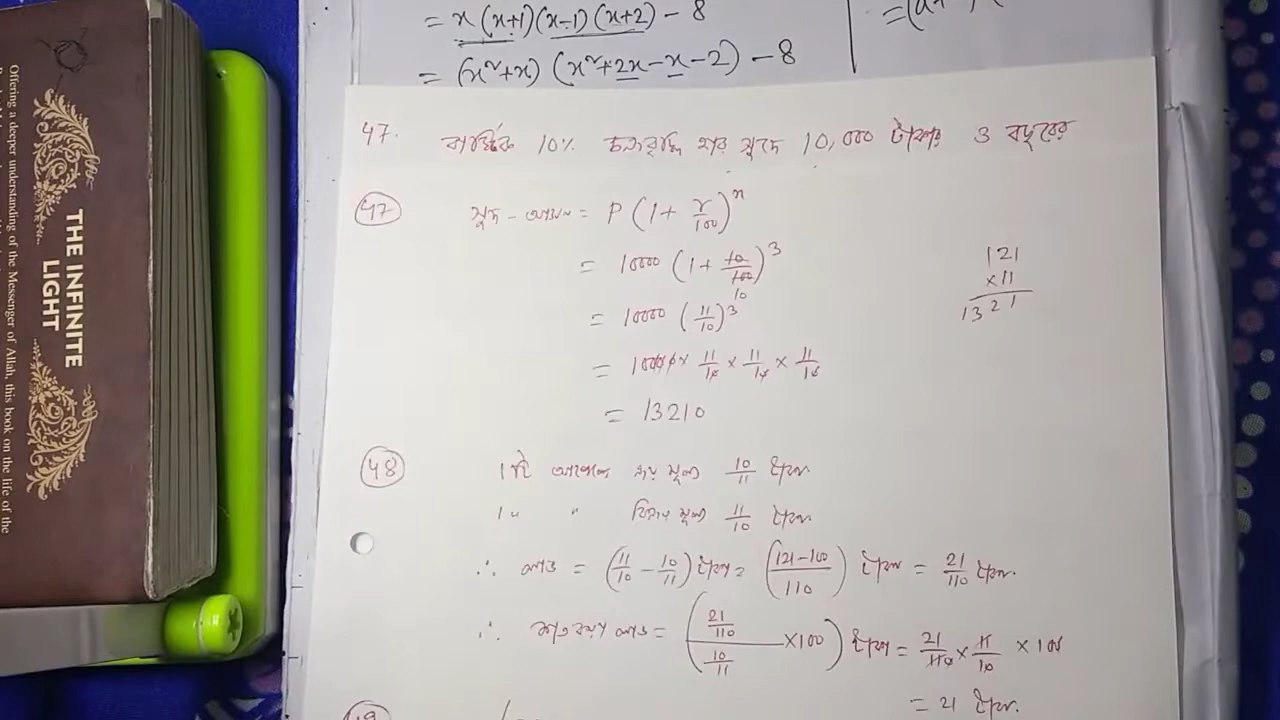 = x(x+1)(x-1)(x+2) - 8
= (x²+x) (x²+2x-x-2) - 8
47. বার্ষিক 10% চক্রবৃদ্ধি হার সুদে 10,000 টাকার 3 বছরের
47 সুদ-আসল = P(1+r/100)^n
= 10000 (1+10/100)^3
10
= 10000 (11/10)^3
= 10000 × 11/10 × 11/10 × 11/10
= 13210
121
×11
1321
48 1টি আপেলের ক্রয় মূল্য 10/11 টাকা
1 " " বিক্রয় মূল্য 11/10 টাকা
∴ লাভ = (11/10 - 10/11) টাকা = (121-100/110) টাকা = 21/110 টাকা.
∴ শতকরা লাভ = (21/110 / 10/11 ×100) টাকা = 21/110 × 11/10 × 100
= 21 টাকা.
49
THE INFINITE
LIGHT
Offering a deeper understanding of the Messenger of Allah, this book on the life of the